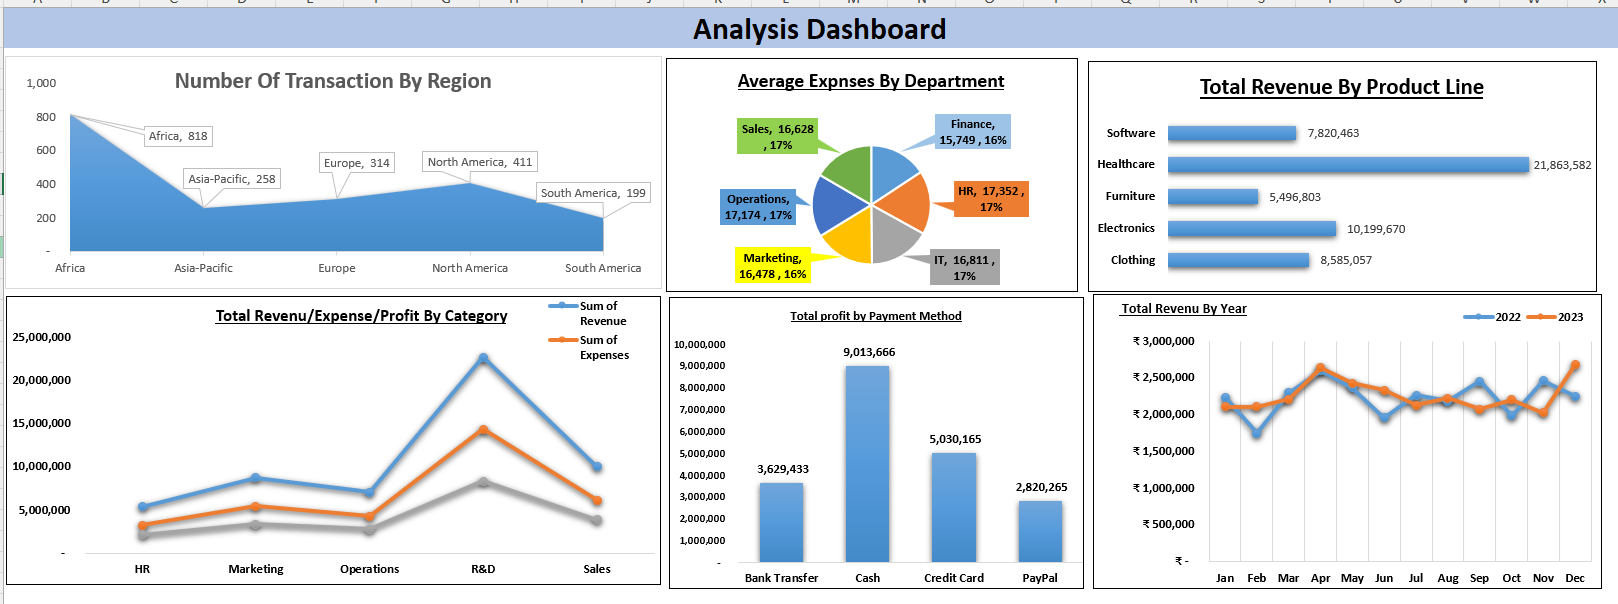 Analysis Dashboard
Number Of Transaction By Region
1,000
800
600
400
200
-
Africa, 818
Asia-Pacific, 258
Europe, 314
North America, 411
South America, 199
Africa
Asia-Pacific
Europe
North America
South America
Average Expnses By Department
Sales, 16,628
, 17%
Finance,
15,749 , 16%
Operations,
17,174 , 17%
HR, 17,352 ,
17%
Marketing,
16,478 , 16%
IT, 16,811 ,
17%
Total Revenue By Product Line
Software
7,820,463
Healthcare
21,863,582
Furniture
5,496,803
Electronics
10,199,670
Clothing
8,585,057
Total Revenu/Expense/Profit By Category
Sum of
Revenue
Sum of
Expenses
25,000,000
20,000,000
15,000,000
10,000,000
5,000,000
-
HR
Marketing
Operations
R&D
Sales
Total profit by Payment Method
10,000,000
9,000,000
8,000,000
7,000,000
6,000,000
5,000,000
4,000,000
3,000,000
2,000,000
1,000,000
-
3,629,433
9,013,666
5,030,165
2,820,265
Bank Transfer
Cash
Credit Card
PayPal
Total Revenu By Year
2022
2023
₹ 3,000,000
₹ 2,500,000
₹ 2,000,000
₹ 1,500,000
₹ 1,000,000
₹ 500,000
₹ -
Jan Feb Mar Apr May Jun Jul Aug Sep Oct Nov Dec